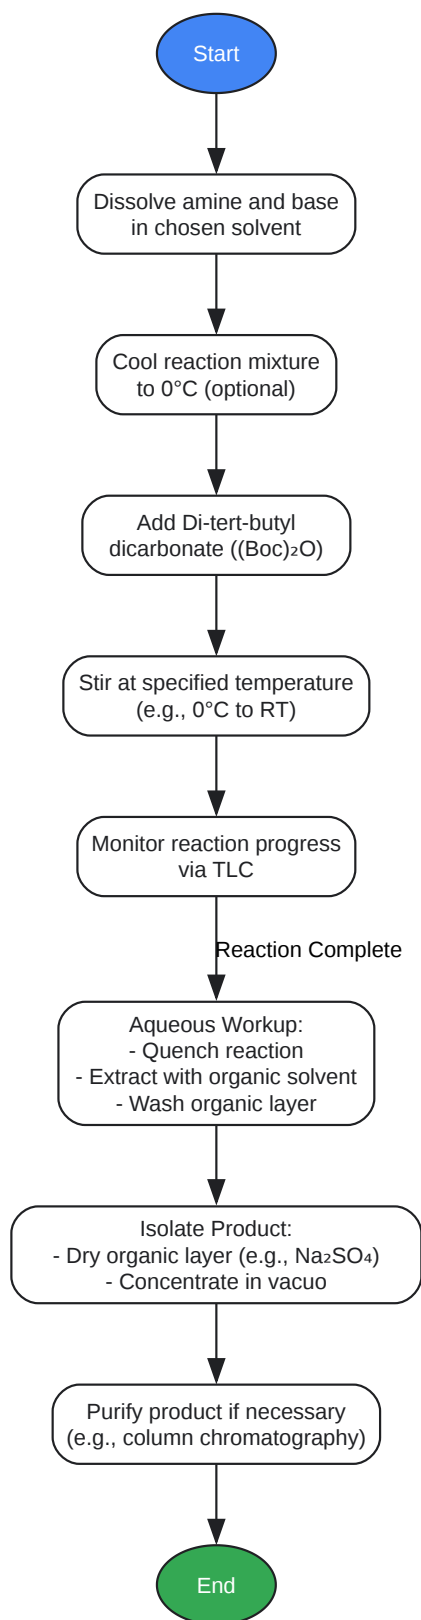 Start
Dissolve amine and base
in chosen solvent
Cool reaction mixture
to 0°C (optional)
Add Di-tert-butyl
dicarbonate ((Boc)₂O)
Stir at specified temperature
(e.g., 0°C to RT)
Monitor reaction progress
via TLC
Reaction Complete
Aqueous Workup:
- Quench reaction
- Extract with organic solvent
- Wash organic layer
Isolate Product:
- Dry organic layer (e.g., Na₂SO₄)
- Concentrate in vacuo
Purify product if necessary
(e.g., column chromatography)
End